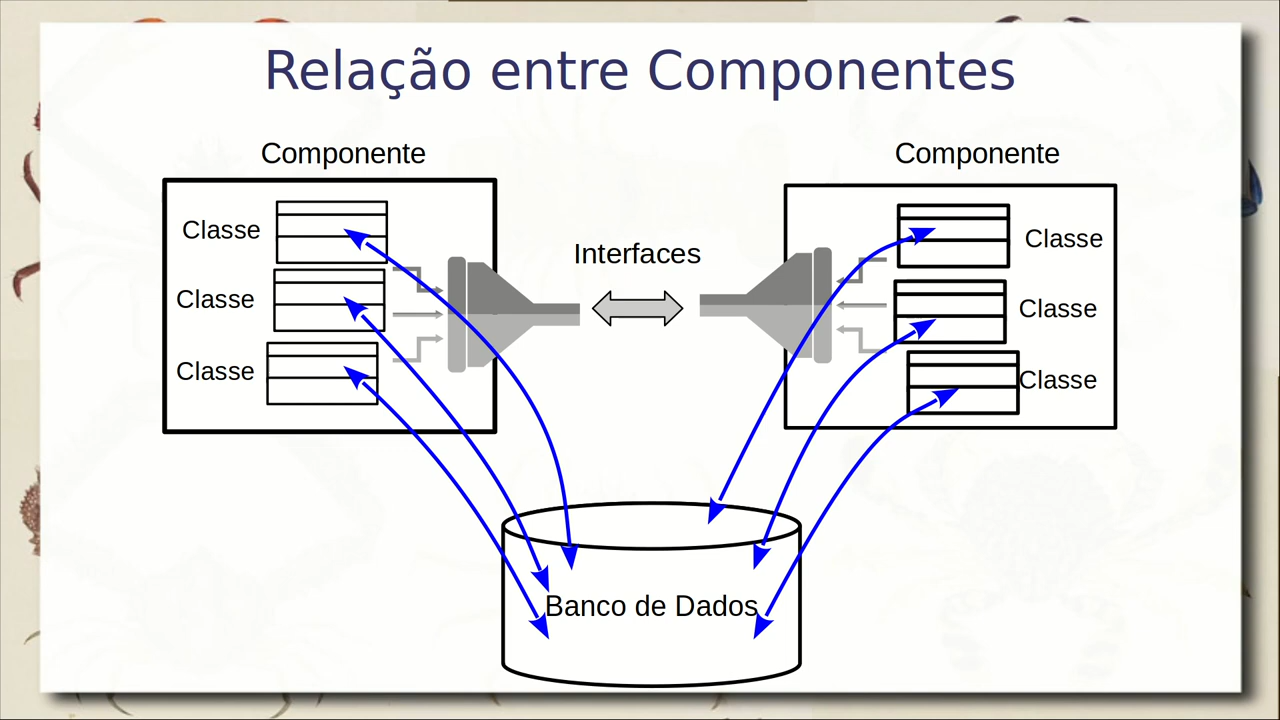 Relação entre Componentes
Componente
Componente
Classe
Classe
Classe
Interfaces
Classe
Classe
Classe
Banco de Dados